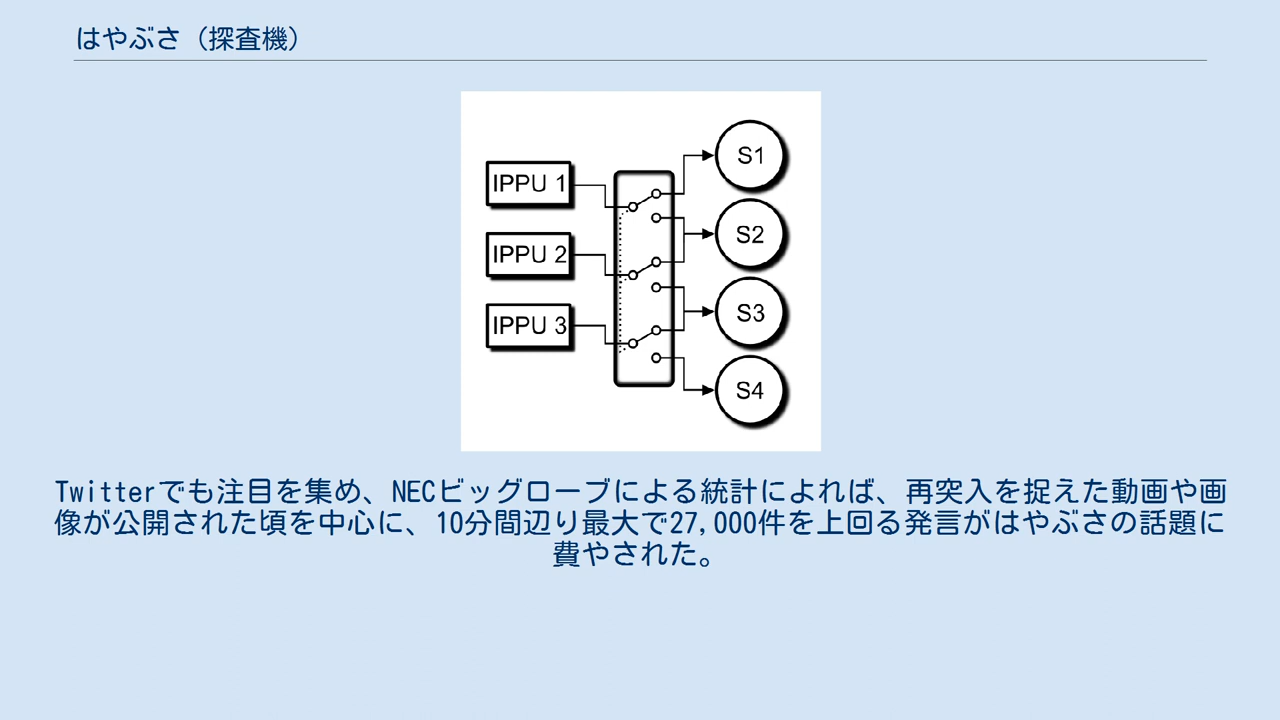 はやぶさ（探査機）
IPPU 1
IPPU 2
IPPU 3
S1
S2
S3
S4
Twitterでも注目を集め、NECビッグローブによる統計によれば、再突入を捉えた動画や画
像が公開された頃を中心に、10分間辺り最大で27,000件を上回る発言がはやぶさの話題に
費やされた。